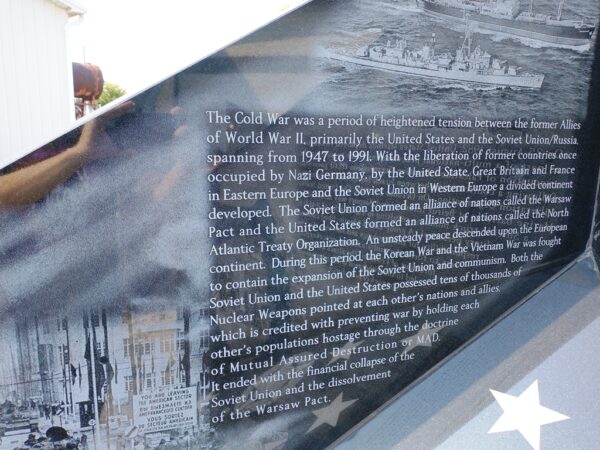 The Cold War was a period of heightened tension between the former Allies
of World War II, primarily the United States and the Soviet Union/Russia,
spanning from 1947 to 1991. With the liberation of former countries once
occupied by Nazi Germany, by the United State, Great Britain and France
in Eastern Europe and the Soviet Union in Western Europe a divided continent
developed. The Soviet Union formed an alliance of nations called the Warsaw
Pact and the United States formed an alliance of nations called the North
Atlantic Treaty Organization. An unsteady peace descended upon the European
continent. During this period, the Korean War and the Vietnam War was fought
to contain the expansion of the Soviet Union and communism. Both the
Soviet Union and the United States possessed tens of thousands of
Nuclear Weapons pointed at each other's nations and allies,
which is credited with preventing war by holding each
other's populations hostage through the doctrine
of Mutual Assured Destruction or MAD.
It ended with the financial collapse of the
Soviet Union and the dissolvement
of the Warsaw Pact.
YOU ARE LEAVING
THE AMERICAN SECTOR
VOUS SORTEZ
DU SECTEUR AMERICAIN